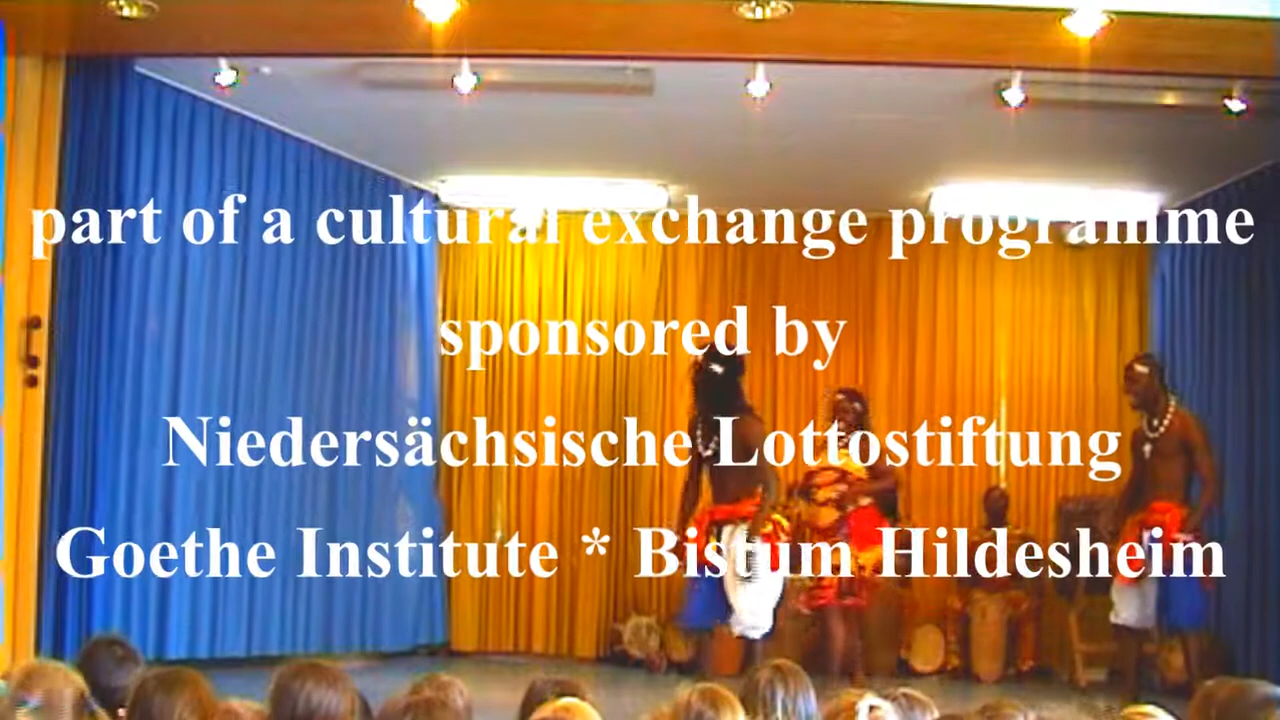 part of a cultural exchange programme
sponsored by
Niedersächsische Lottostiftung
Goethe Institute * Bistum Hildesheim